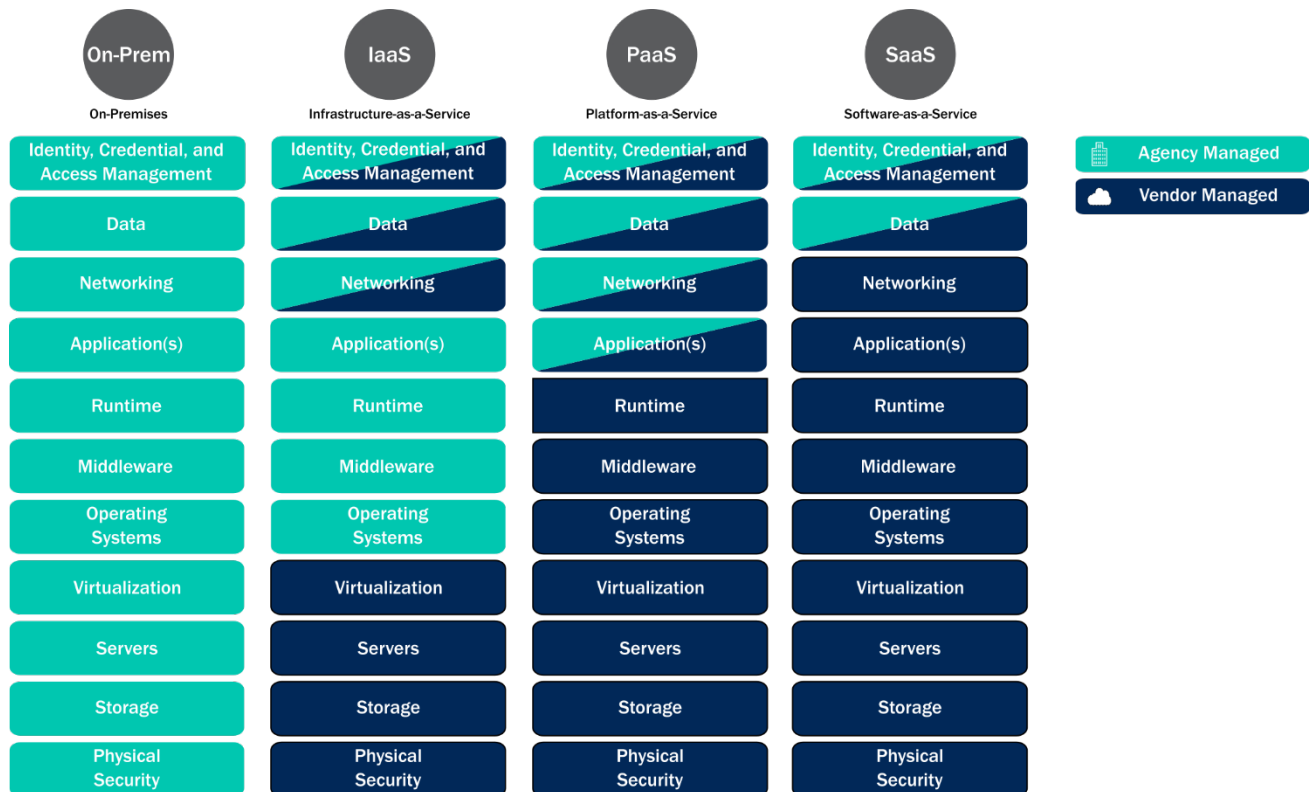 On-Prem
IaaS
PaaS
SaaS
On-Premises
Infrastructure-as-a-Service
Platform-as-a-Service
Software-as-a-Service
Identity, Credential, and
Access Management
Identity, Credential, and
Access Management
Identity, Credential, and
Access Management
Identity, Credential, and
Access Management
Agency Managed
Vendor Managed
Data
Data
Data
Data
Networking
Networking
Networking
Networking
Application(s)
Application(s)
Application(s)
Application(s)
Runtime
Runtime
Runtime
Runtime
Middleware
Middleware
Middleware
Middleware
Operating
Systems
Operating
Systems
Operating
Systems
Operating
Systems
Virtualization
Virtualization
Virtualization
Virtualization
Servers
Servers
Servers
Servers
Storage
Storage
Storage
Storage
Physical
Security
Physical
Security
Physical
Security
Physical
Security